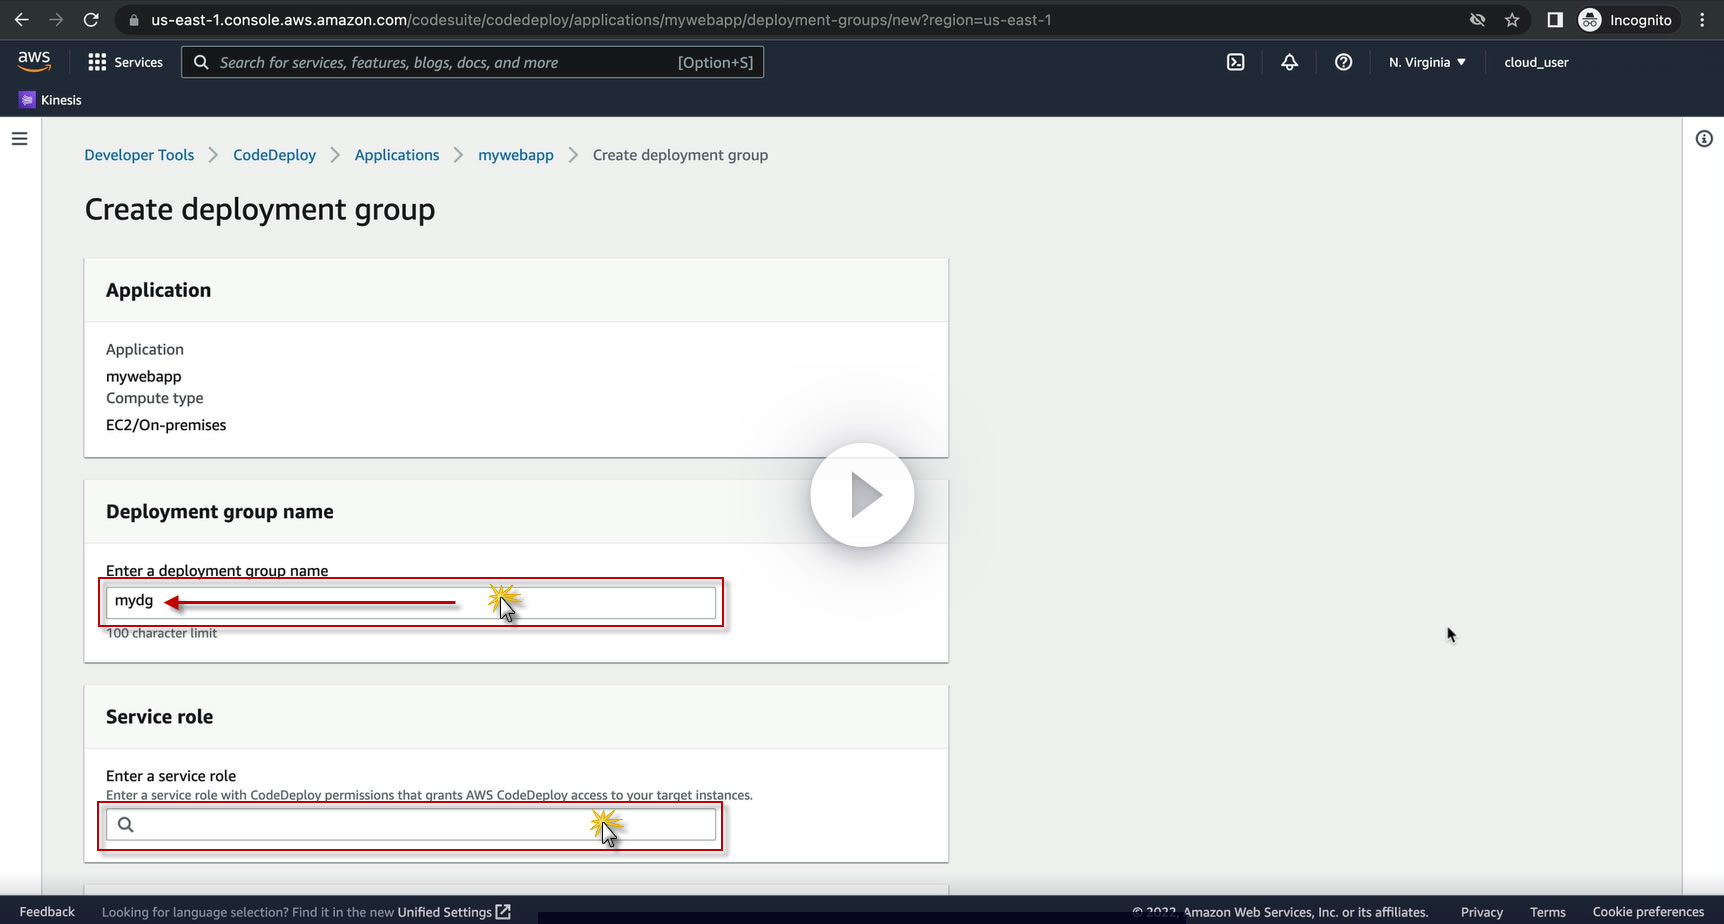 us-east-1.console.aws.amazon.com/codesuite/codedeploy/applications/mywebapp/deployment-groups/new?region=us-east-1
Incognito
aws
Services
Search for services, features, blogs, docs, and more
[Option+S]
N. Virginia
cloud_user
Kinesis
Developer Tools
CodeDeploy
Applications
mywebapp
Create deployment group
Create deployment group
Application
Application
mywebapp
Compute type
EC2/On-premises
Deployment group name
Enter a deployment group name
mydg
100 character limit
Service role
Enter a service role
Enter a service role with CodeDeploy permissions that grants AWS CodeDeploy access to your target instances.
Feedback
Looking for language selection? Find it in the new Unified Settings
© 2022, Amazon Web Services, Inc. or its affiliates.
Privacy
Terms
Cookie preferences